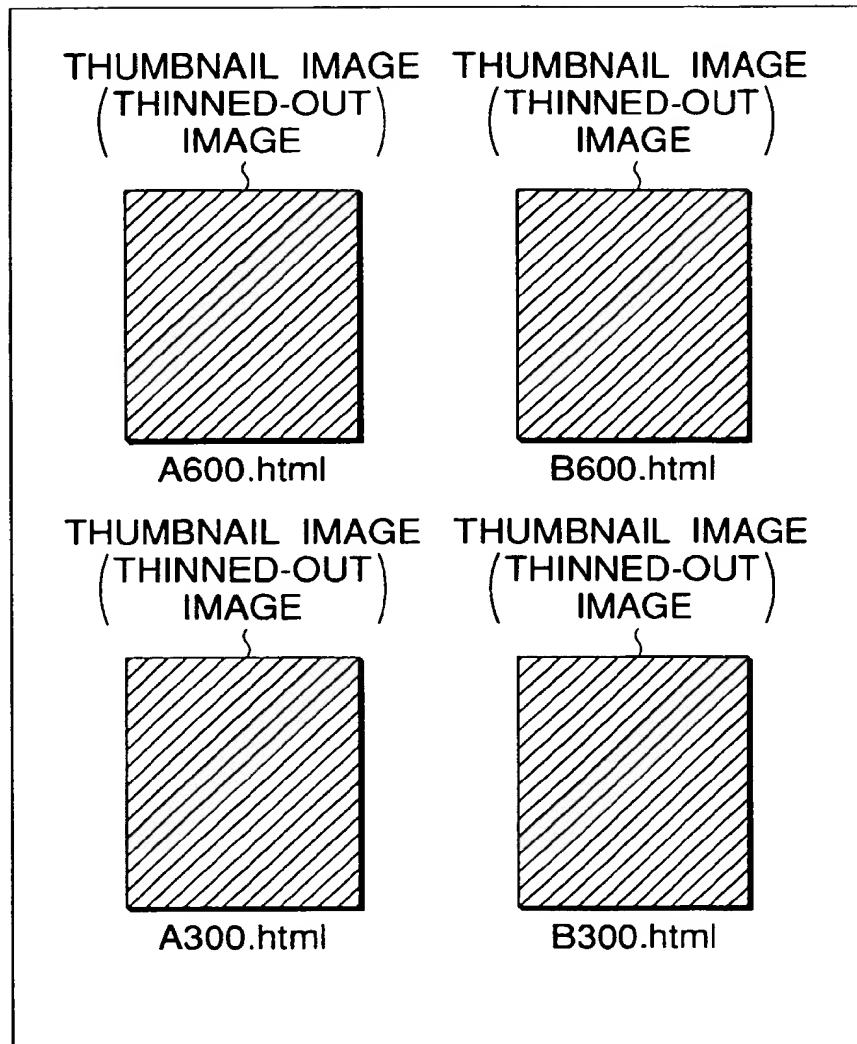 THUMBNAIL IMAGE
(THINNED-OUT
IMAGE)
A600.html
THUMBNAIL IMAGE
(THINNED-OUT
IMAGE)
B600.html
THUMBNAIL IMAGE
(THINNED-OUT
IMAGE)
A300.html
THUMBNAIL IMAGE
(THINNED-OUT
IMAGE)
B300.html